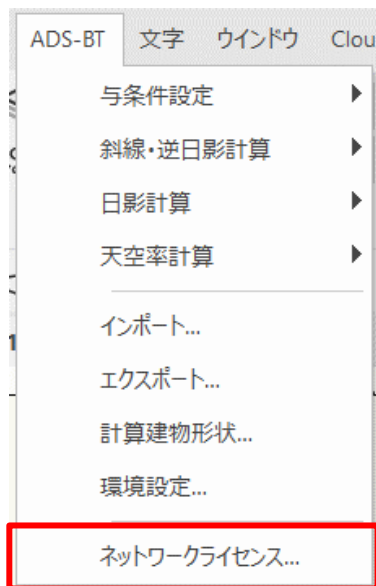 ADS-BT 文字 ウインドウ Clou
与条件設定
斜線・逆日影計算
日影計算
天空率計算
インポート...
エクスポート...
計算建物形状...
環境設定...
ネットワークライセンス...